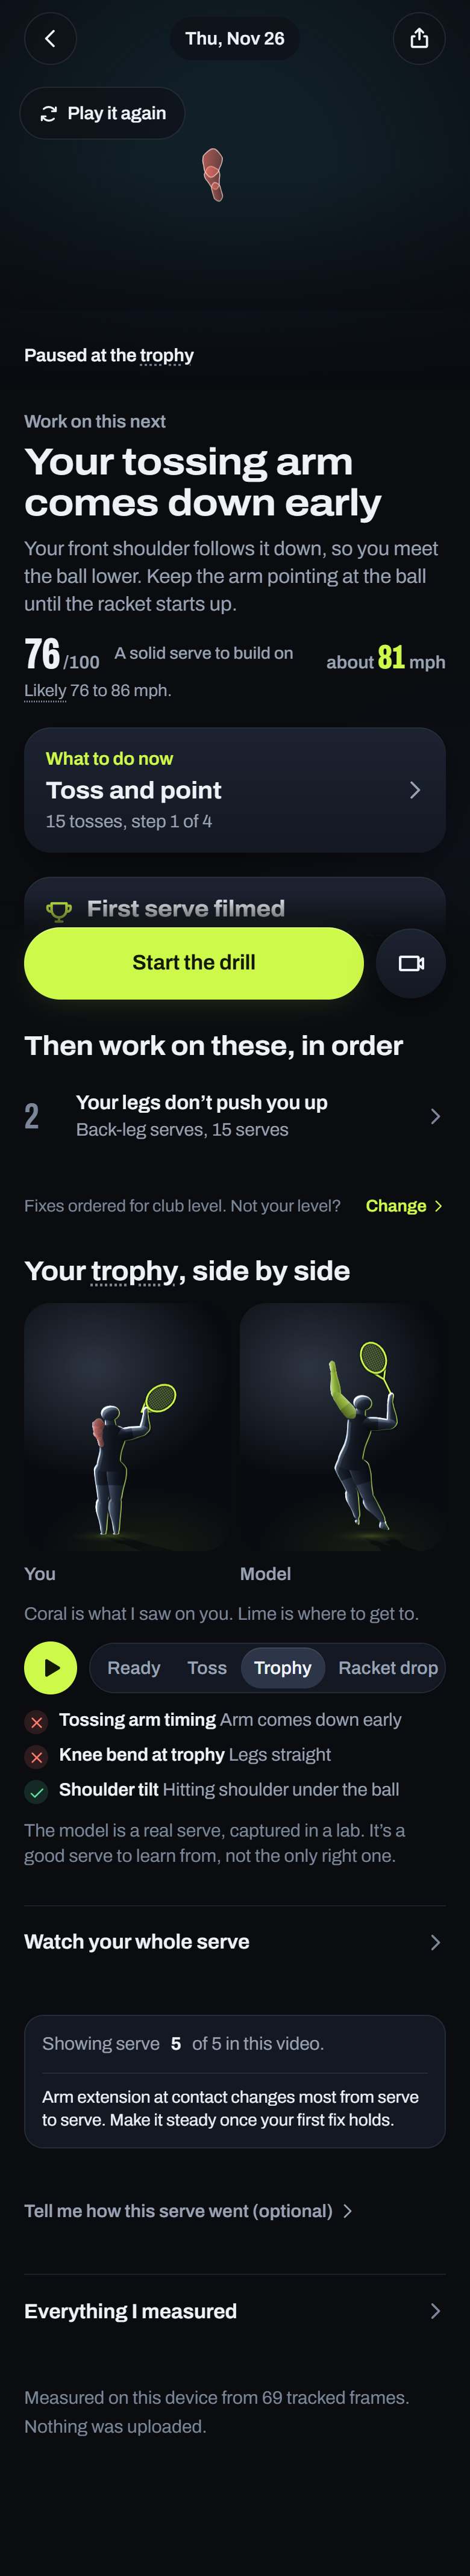 Thu, Nov 26
Play it again
Paused at the trophy
Work on this next
Your tossing arm
comes down early
Your front shoulder follows it down, so you meet
the ball lower. Keep the arm pointing at the ball
until the racket starts up.
76 /100 A solid serve to build on about 81 mph
Likely 76 to 86 mph.
What to do now
Toss and point
15 tosses, step 1 of 4
First serve filmed
Start the drill
Then work on these, in order
2 Your legs don’t push you up
Back-leg serves, 15 serves
Fixes ordered for club level. Not your level? Change
Your trophy, side by side
You Model
Coral is what I saw on you. Lime is where to get to.
Ready Toss Trophy Racket drop
Tossing arm timing Arm comes down early
Knee bend at trophy Legs straight
Shoulder tilt Hitting shoulder under the ball
The model is a real serve, captured in a lab. It’s a
good serve to learn from, not the only right one.
Watch your whole serve
Showing serve 5 of 5 in this video.
Arm extension at contact changes most from serve
to serve. Make it steady once your first fix holds.
Tell me how this serve went (optional)
Everything I measured
Measured on this device from 69 tracked frames.
Nothing was uploaded.